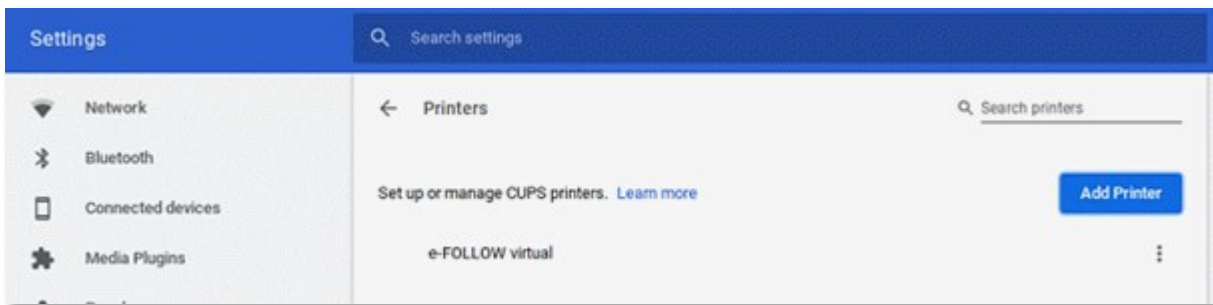 Settings
Search settings
Network
Printers
Search printers
Bluetooth
Set up or manage CUPS printers. Learn more
Add Printer
Connected devices
Media Plugins
e-FOLLOW virtual